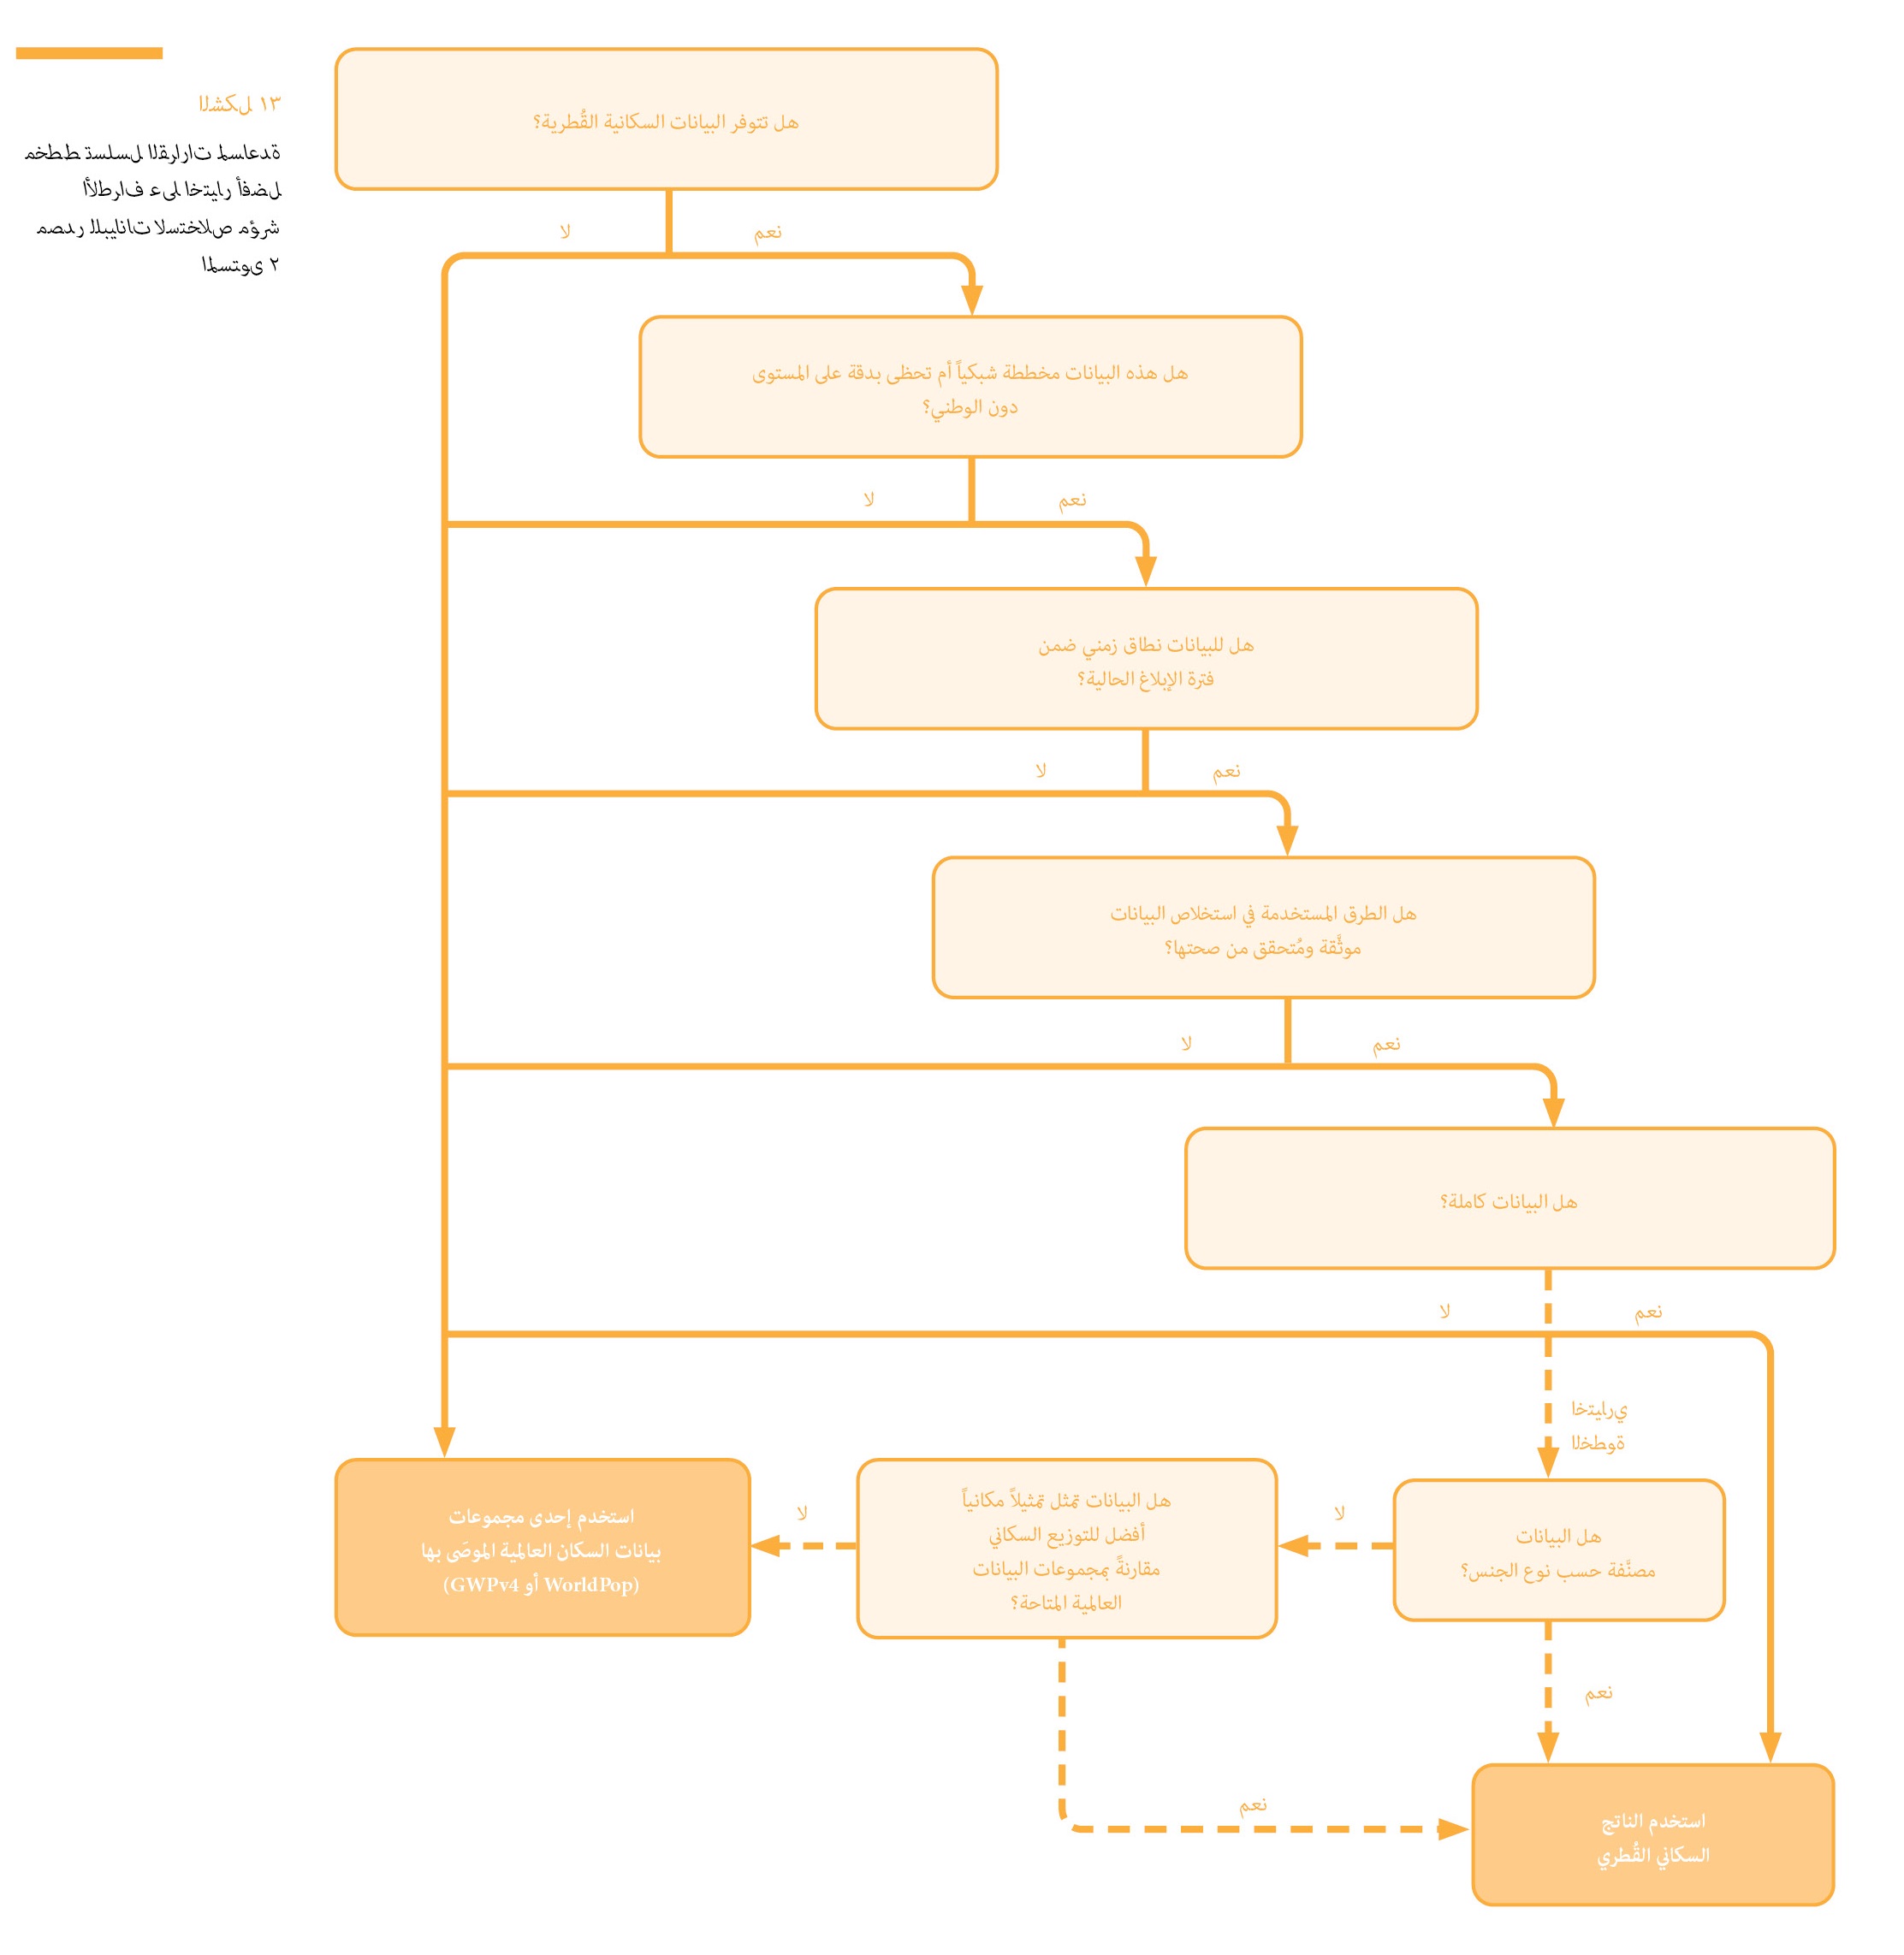 الشكل ١٣
مخطط تسلسل القرارات لمساعدة
الأطراف على اختيار أفضل
مصدر للبيانات لاستخلاص مؤشر
المستوى ٢
هل تتوفر البيانات السكانية القُطرية؟
لا
نعم
هل هذه البيانات مخططة شبكياً أم تحظى بدقة على المستوى
دون الوطني؟
لا
نعم
هل للبيانات نطاق زمني ضمن
فترة الإبلاغ الحالية؟
لا
نعم
هل الطرق المستخدمة في استخلاص البيانات
موثَّقة ومُتحقق من صحتها؟
لا
نعم
هل البيانات كاملة؟
لا
نعم
اختياري
الخطوة
هل البيانات
مصنَّفة حسب نوع الجنس؟
لا
نعم
هل البيانات تمثل تمثيلاً مكانياً
أفضل للتوزيع السكاني
مقارنةً بمجموعات البيانات
العالمية المتاحة؟
لا
نعم
استخدم إحدى مجموعات
بيانات السكان العالمية الموصَى بها
(WorldPop أو GWPv4)
استخدم الناتج
السكاني القُطري